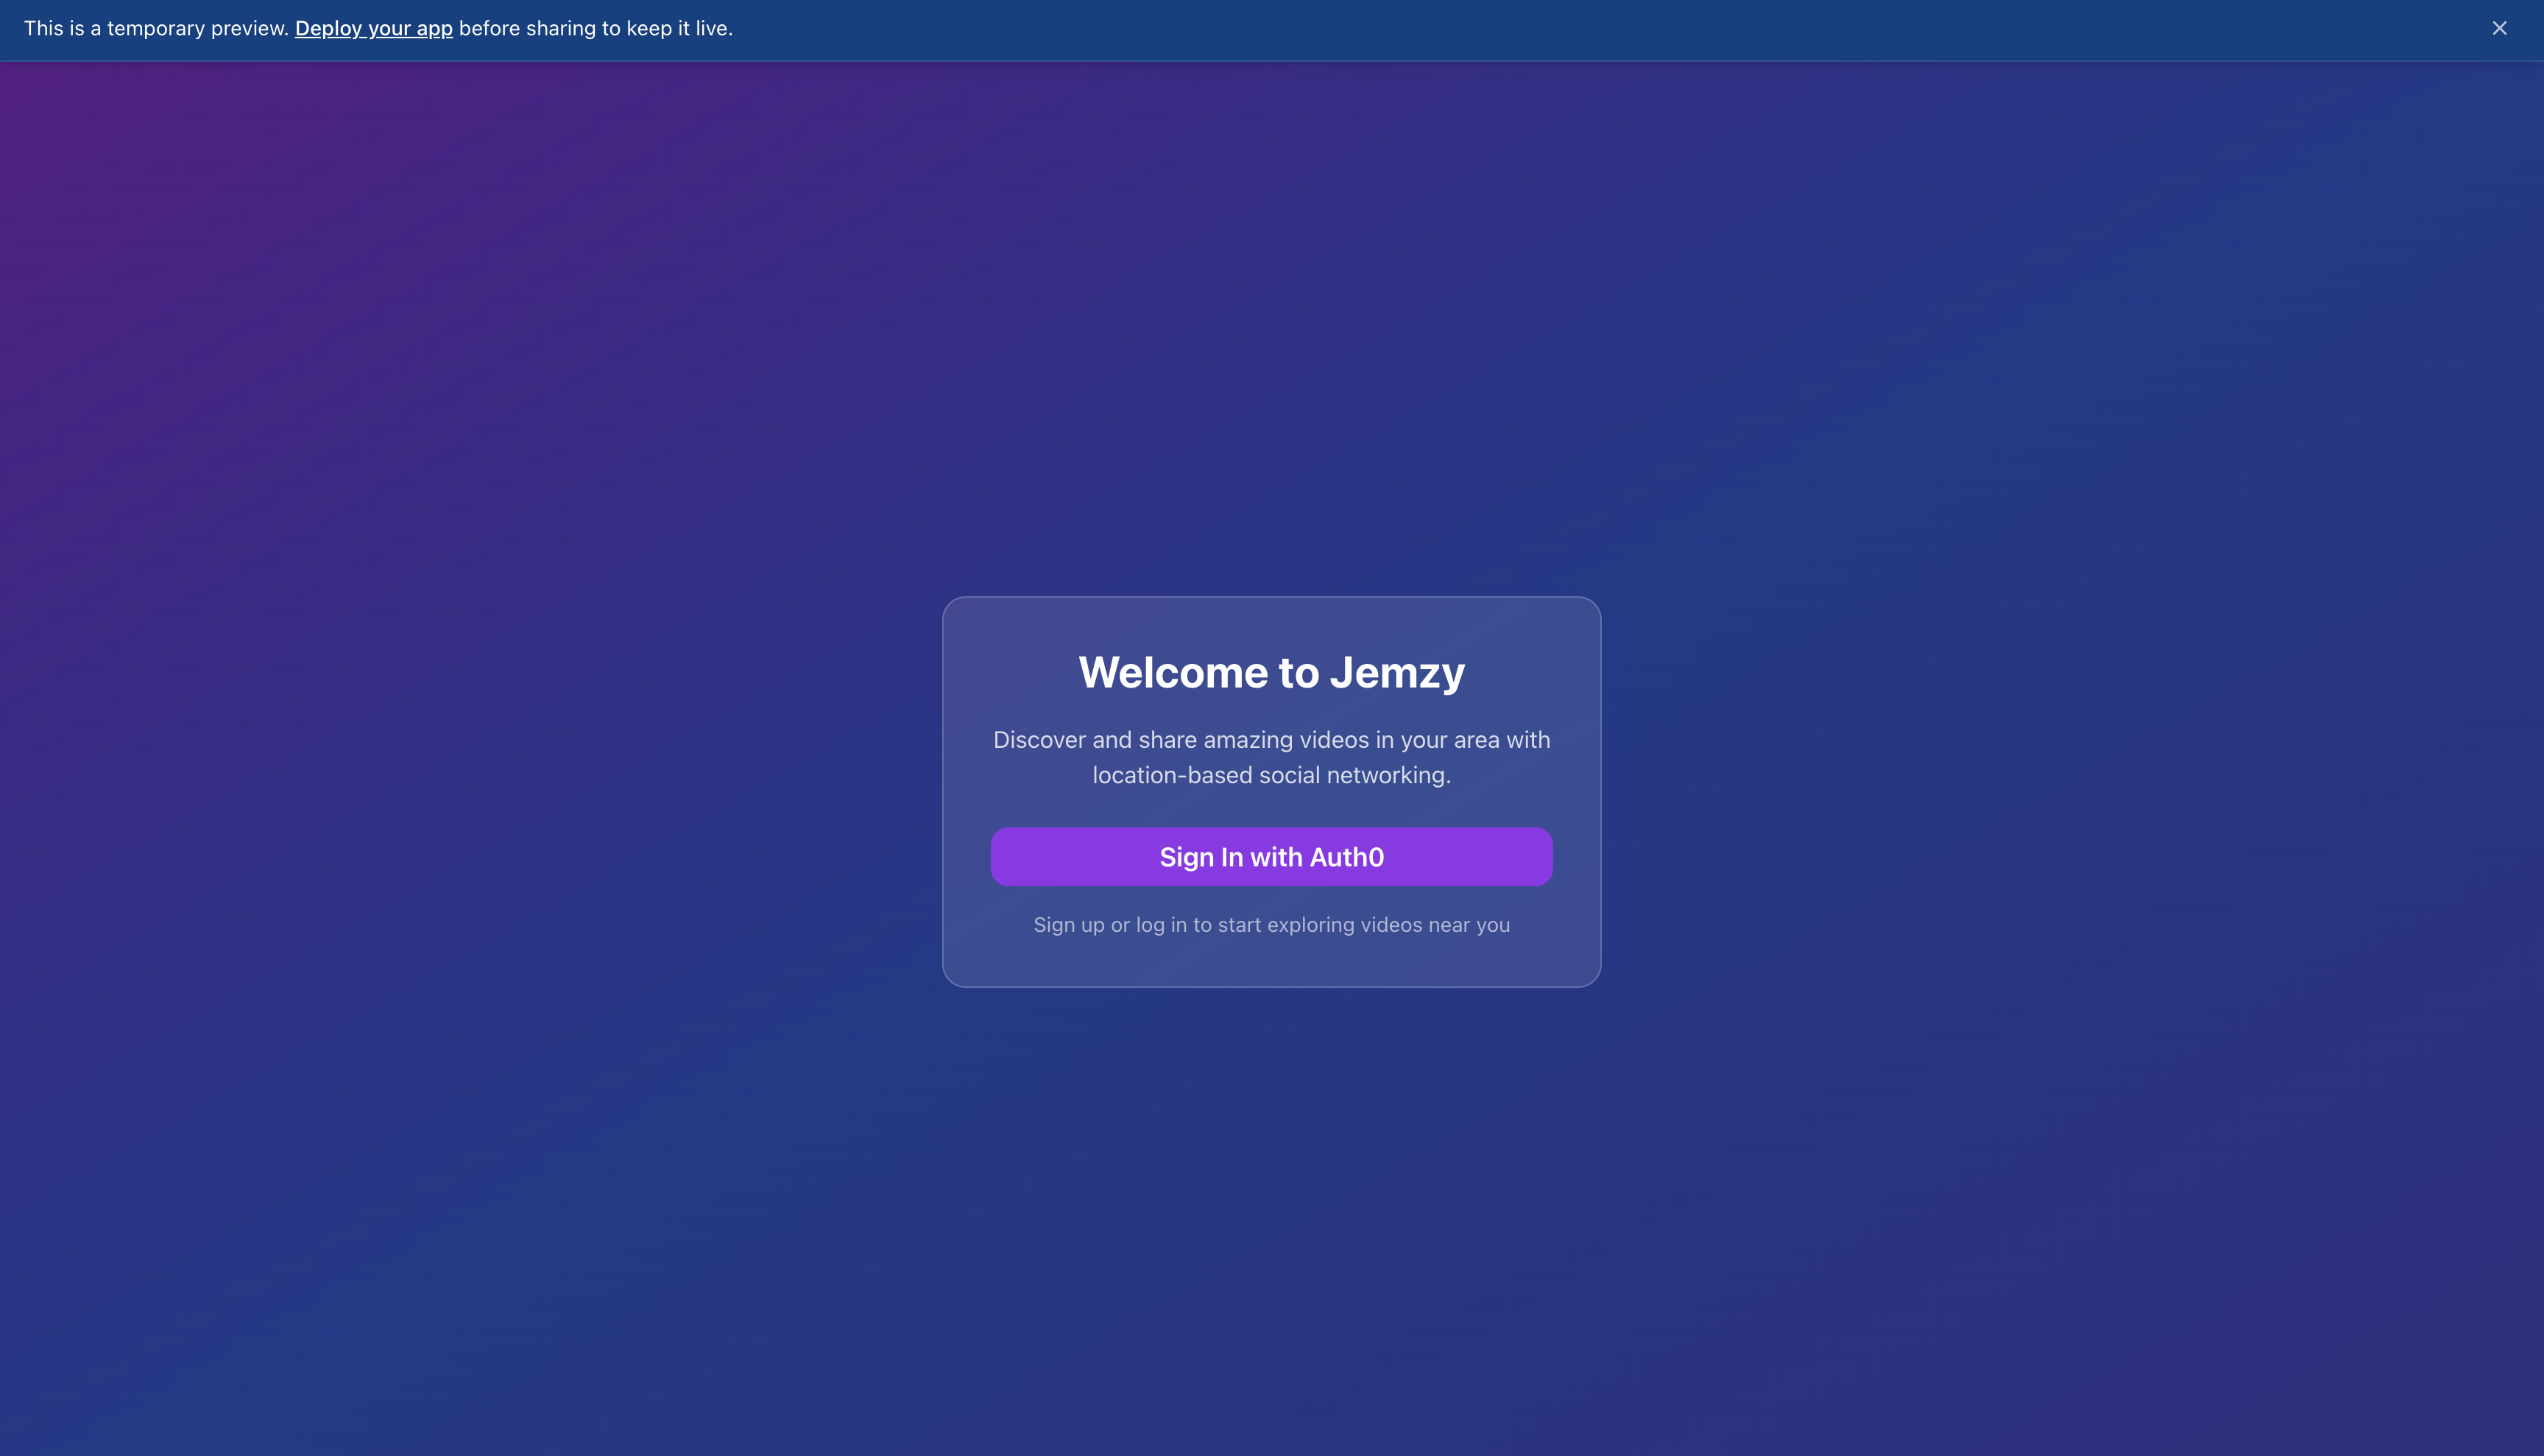 This is a temporary preview. Deploy your app before sharing to keep it live.
Welcome to Jemzy
Discover and share amazing videos in your area with
location-based social networking.
Sign In with Auth0
Sign up or log in to start exploring videos near you